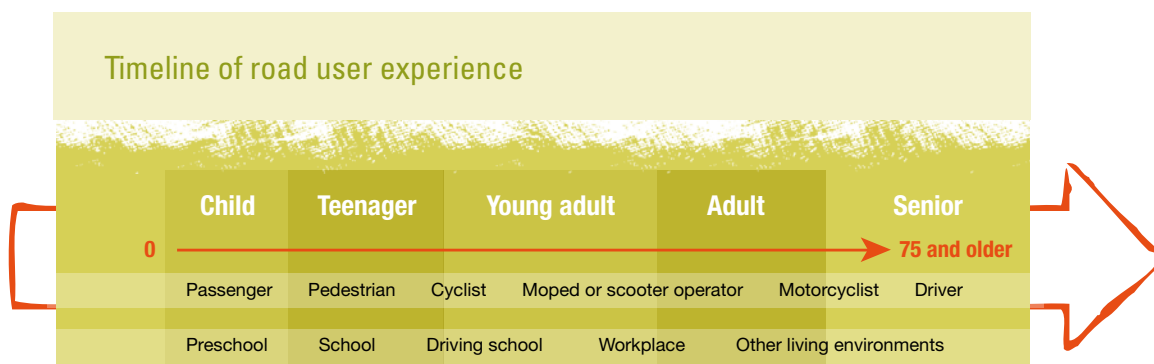 Timeline of road user experience
Child Teenager Young adult Adult Senior
0 75 and older
Passenger Pedestrian Cyclist Moped or scooter operator Motorcyclist Driver
Preschool School Driving school Workplace Other living environments